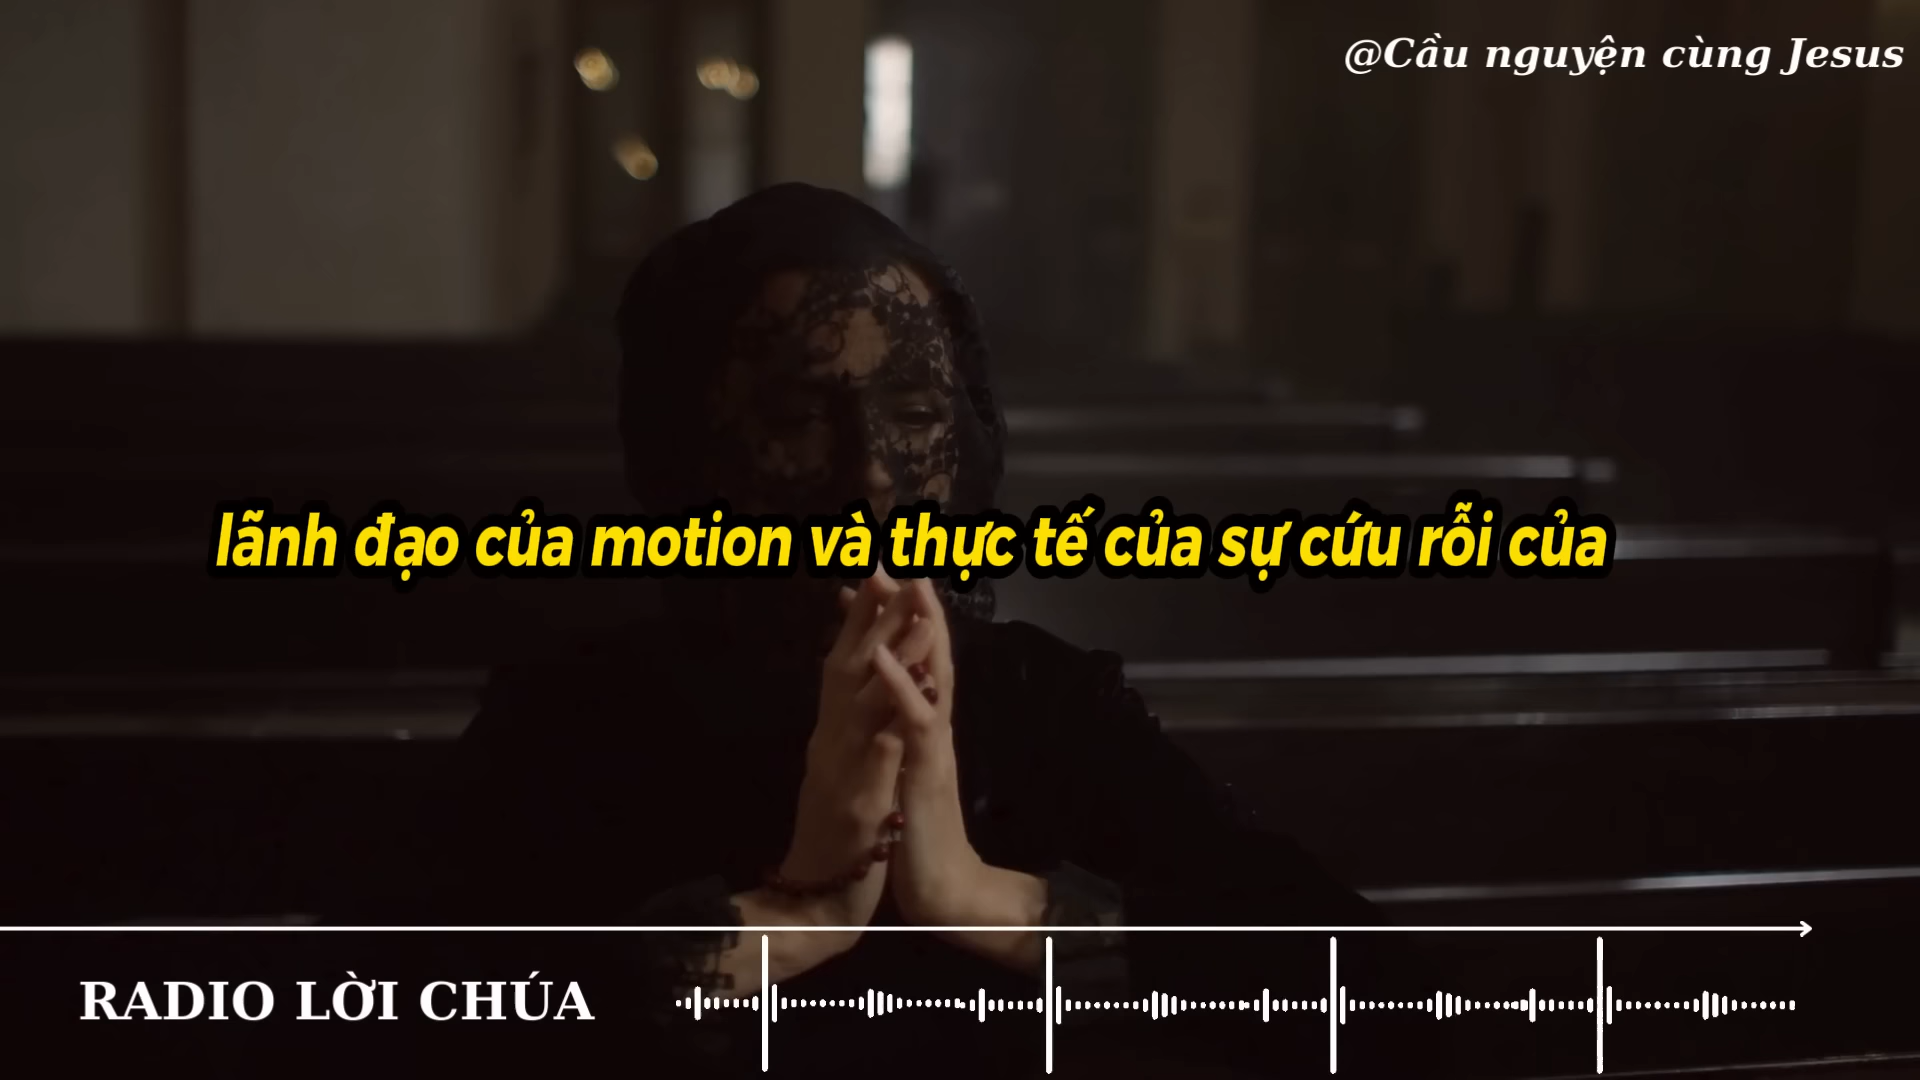 @Cầu nguyện cùng Jesus
lãnh đạo của motion và thực tế của sự cứu rỗi của
RADIO LỜI CHÚA